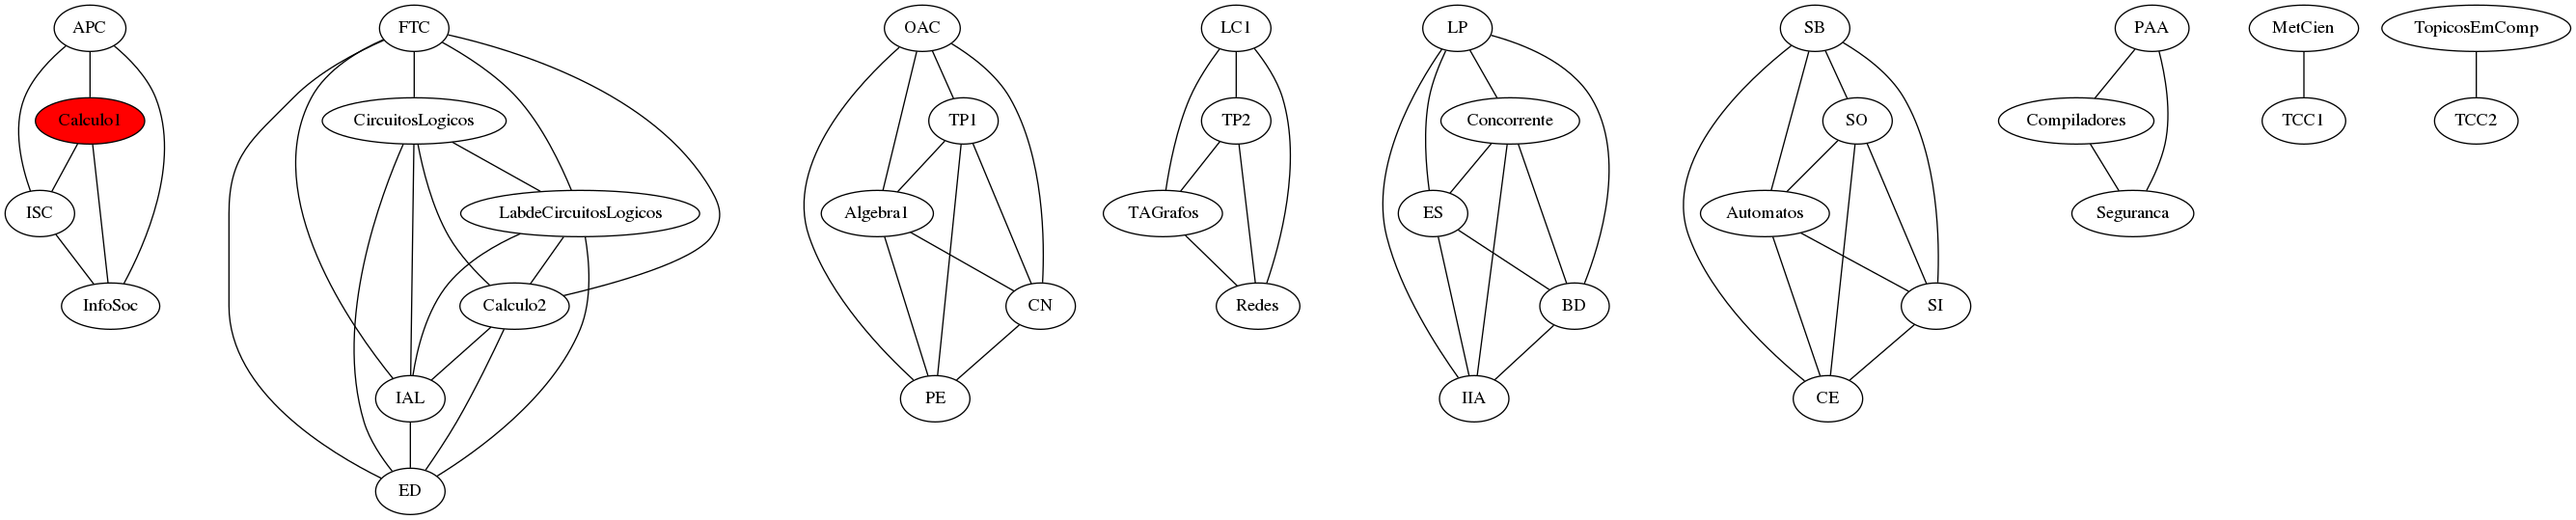 APC
FTC
OAC
LC1
LP
SB
PAA
MetCien
TopicosEmComp
Calculo1
CircuitosLogicos
TP1
TP2
Concorrente
SO
Compiladores
TCC1
TCC2
ISC
LabdeCircuitosLogicos
Algebra1
TAGrafos
ES
Automatos
Seguranca
InfoSoc
Calculo2
CN
Redes
BD
SI
IAL
PE
IIA
CE
ED